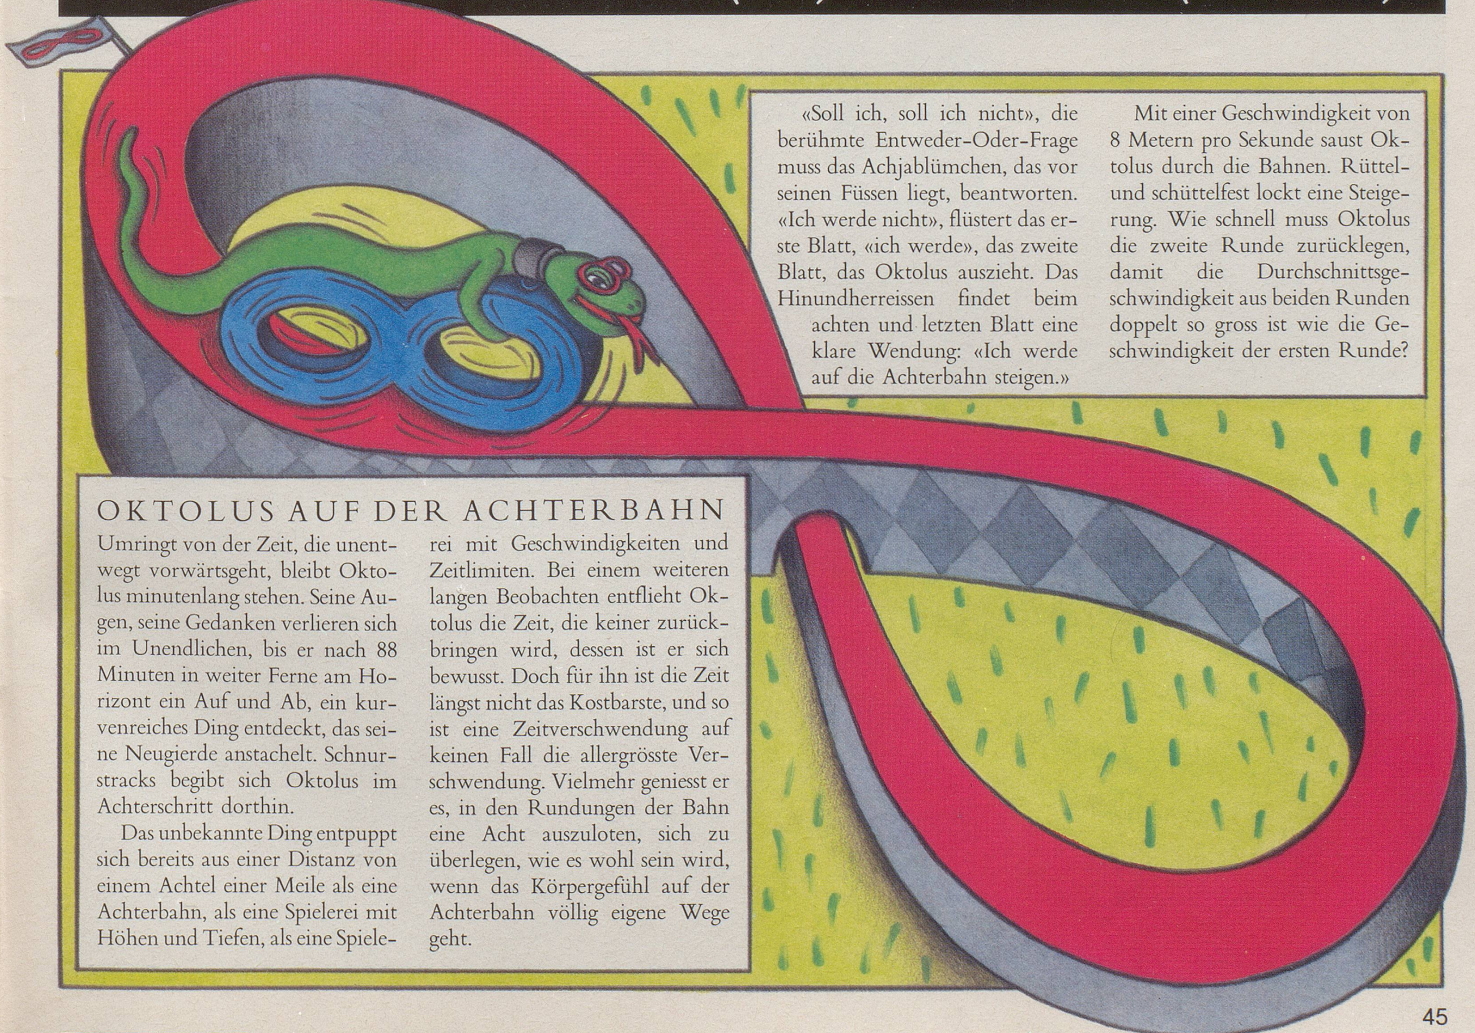 OKTOLUS AUF DER ACHTERBAHN
Umringt von der Zeit, die unent-
wegt vorwärtsgeht, bleibt Okto-
lus minutenlang stehen. Seine Au-
gen, seine Gedanken verlieren sich
im Unendlichen, bis er nach 88
Minuten in weiter Ferne am Ho-
rizont ein Auf und Ab, ein kur-
venreiches Ding entdeckt, das sei-
ne Neugierde anstachelt. Schnur-
stracks begibt sich Oktolus im
Achterschritt dorthin.
Das unbekannte Ding entpuppt
sich bereits aus einer Distanz von
einem Achtel einer Meile als eine
Achterbahn, als eine Spielerei mit
Höhen und Tiefen, als eine Spiele-
rei mit Geschwindigkeiten und
Zeitlimiten. Bei einem weiteren
langen Beobachten entflieht Ok-
tolus die Zeit, die keiner zurück-
bringen wird, dessen ist er sich
bewusst. Doch für ihn ist die Zeit
längst nicht das Kostbarste, und so
ist eine Zeitverschwendung auf
keinen Fall die allergrösste Ver-
schwendung. Vielmehr geniesst er
es, in den Rundungen der Bahn
eine Acht auszuloten, sich zu
überlegen, wie es wohl sein wird,
wenn das Körpergefühl auf der
Achterbahn völlig eigene Wege
geht.
«Soll ich, soll ich nicht», die
berühmte Entweder-Oder-Frage
muss das Achjablümchen, das vor
seinen Füssen liegt, beantworten.
«Ich werde nicht», flüstert das er-
ste Blatt, «ich werde», das zweite
Blatt, das Oktolus auszieht. Das
Hinundherreissen findet beim
achten und letzten Blatt eine
klare Wendung: «Ich werde
auf die Achterbahn steigen.»
Mit einer Geschwindigkeit von
8 Metern pro Sekunde saust Ok-
tolus durch die Bahnen. Rüttel-
und schüttelfest lockt eine Steige-
rung. Wie schnell muss Oktolus
die zweite Runde zurücklegen,
damit die Durchschnittsge-
schwindigkeit aus beiden Runden
doppelt so gross ist wie die Ge-
schwindigkeit der ersten Runde?
45